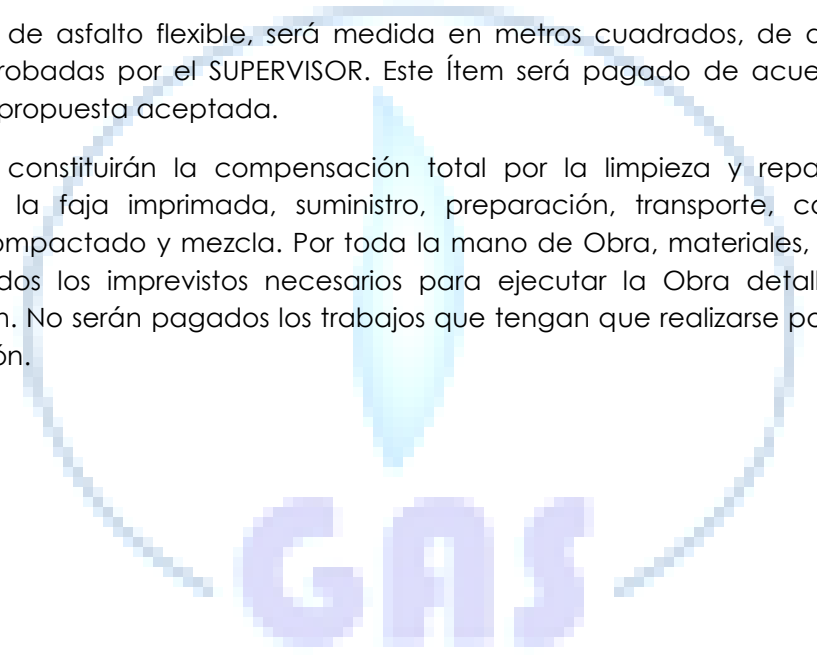 de asfalto flexible, será medida en metros cuadrados, de
robadas por el SUPERVISOR. Este Ítem será pagado de acue
propuesta aceptada.
constituirán la compensación total por la limpieza y repa
la faja imprimada, suministro, preparación, transporte, co
ompactado y mezcla. Por toda la mano de Obra, materiales,
dos los imprevistos necesarios para ejecutar la Obra detall
n. No serán pagados los trabajos que tengan que realizarse po
ón.
GAS